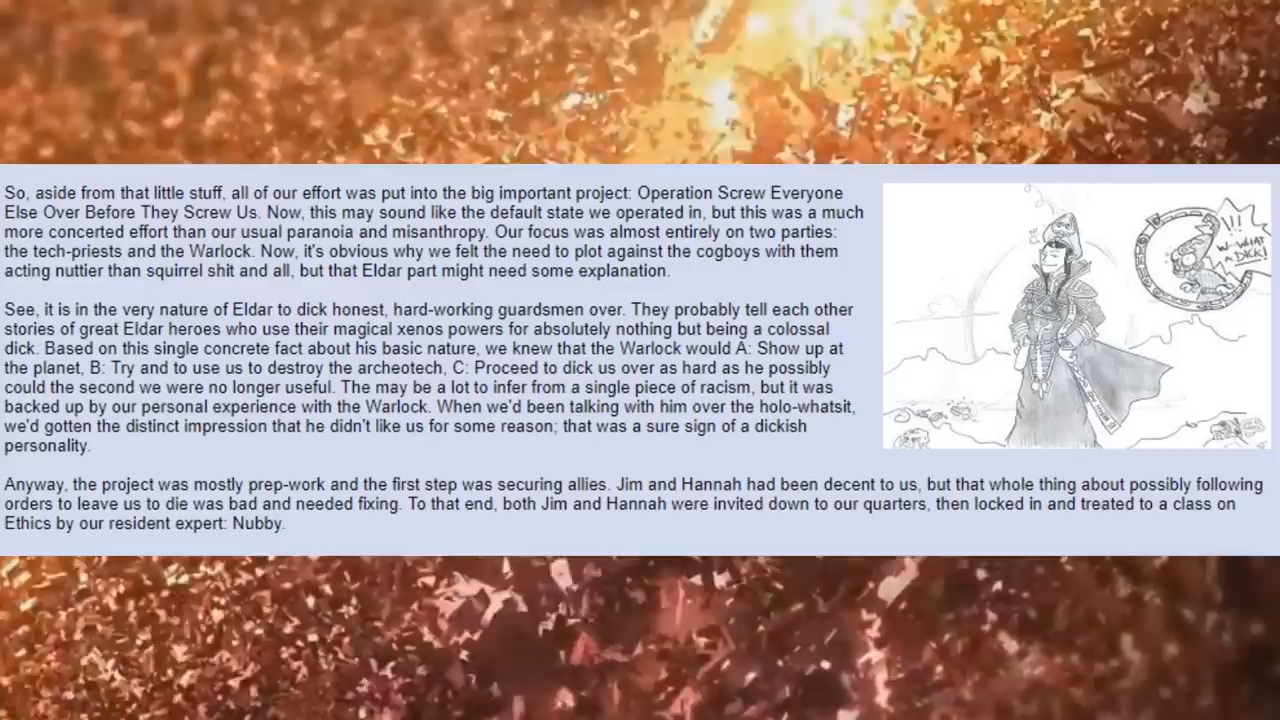 So, aside from that little stuff, all of our effort was put into the big important project: Operation Screw Everyone
Else Over Before They Screw Us. Now, this may sound like the default state we operated in, but this was a much
more concerted effort than our usual paranoia and misanthropy. Our focus was almost entirely on two parties:
the tech-priests and the Warlock. Now, it's obvious why we felt the need to plot against the cogboys with them
acting nuttier than squirrel shit and all, but that Eldar part might need some explanation.
See, it is in the very nature of Eldar to dick honest, hard-working guardsmen over. They probably tell each other
stories of great Eldar heroes who use their magical xenos powers for absolutely nothing but being a colossal
dick. Based on this single concrete fact about his basic nature, we knew that the Warlock would A: Show up at
the planet, B: Try and to use us to destroy the archeotech, C: Proceed to dick us over as hard as he possibly
could the second we were no longer useful. The may be a lot to infer from a single piece of racism, but it was
backed up by our personal experience with the Warlock. When we'd been talking with him over the holo-whatsit,
we'd gotten the distinct impression that he didn't like us for some reason; that was a sure sign of a dickish
personality.
Anyway, the project was mostly prep-work and the first step was securing allies. Jim and Hannah had been decent to us, but that whole thing about possibly following
orders to leave us to die was bad and needed fixing. To that end, both Jim and Hannah were invited down to our quarters, then locked in and treated to a class on
Ethics by our resident expert: Nubby.
!!
W-WHAT
A DICK!